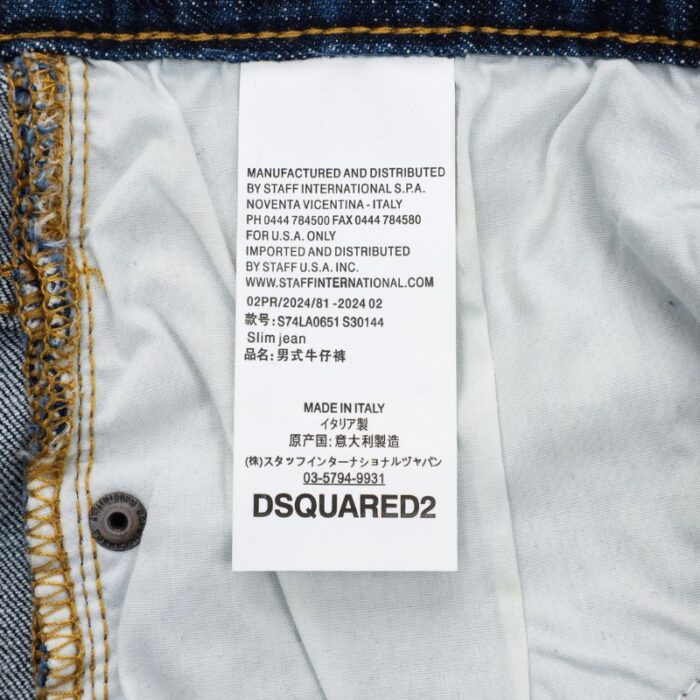 MANUFACTURED AND DISTRIBUTED
BY STAFF INTERNATIONAL S.P.A.
NOVENTA VICENTINA - ITALY
PH 0444 784500 FAX 0444 784580
FOR U.S.A. ONLY
IMPORTED AND DISTRIBUTED
BY STAFF U.S.A. INC.
WWW.STAFFINTERNATIONAL.COM
02PR/2024/81 -2024 02
款号: S74LA0651 S30144
Slim jean
品名: 男式牛仔裤
MADE IN ITALY
イタリア製
原产国: 意大利製造
(株)スタッフインターナショナルヅャパン
03-5794-9931
DSQUARED2